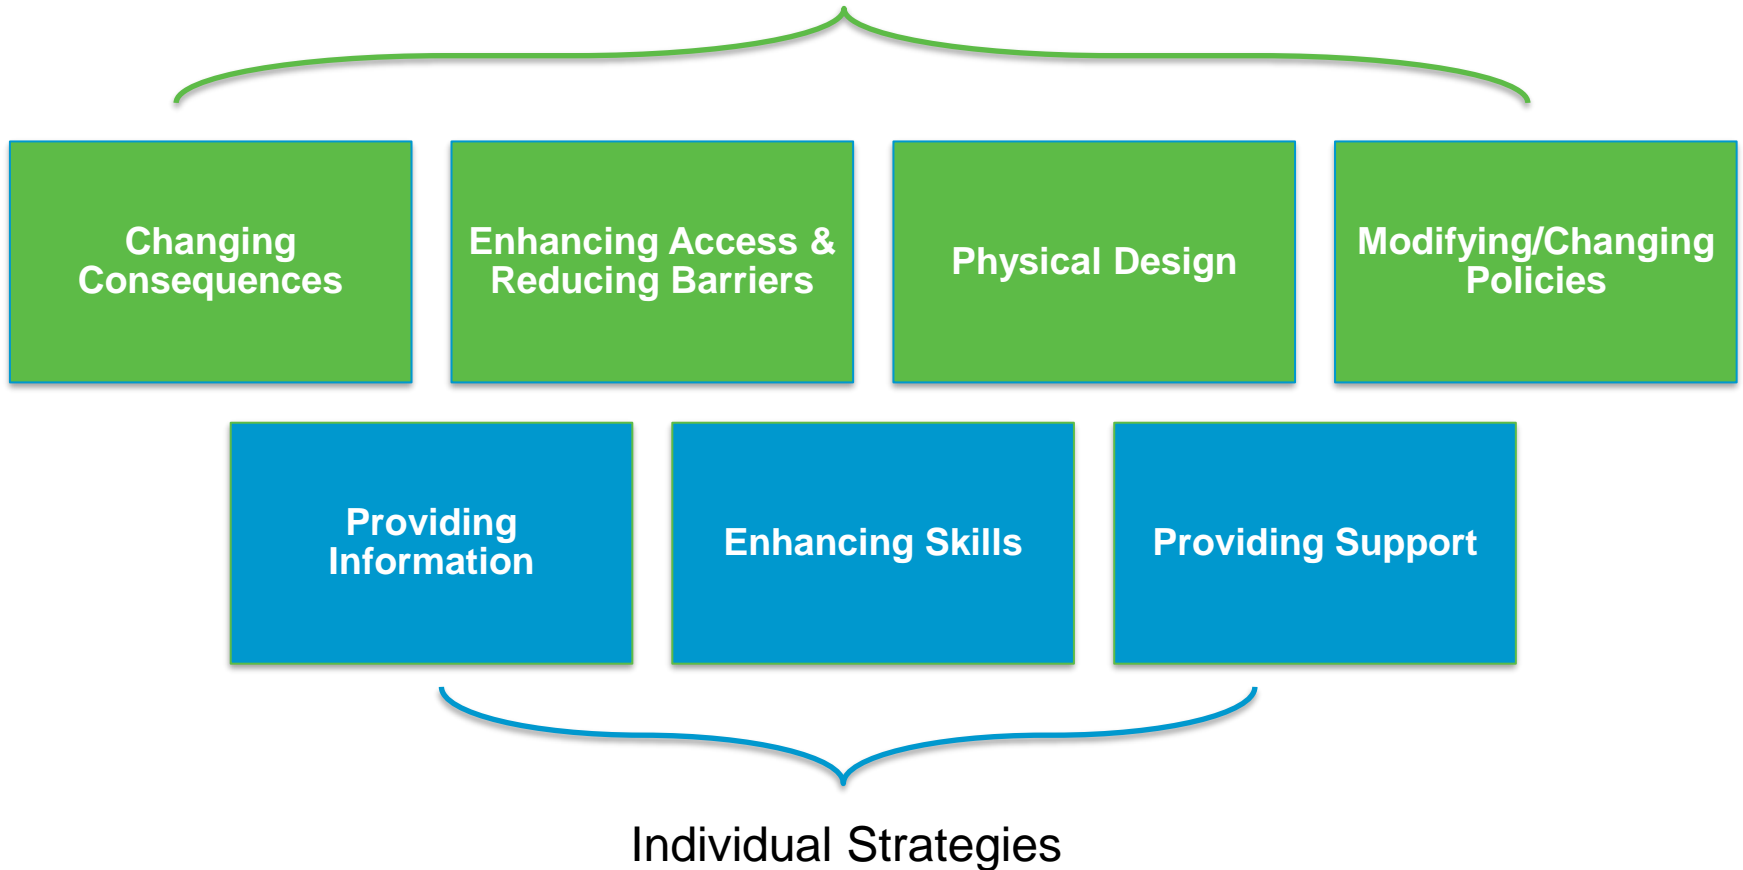 Changing
Consequences
Enhancing Access &
Reducing Barriers
Physical Design
Modifying/Changing
Policies
Providing
Information
Enhancing Skills
Providing Support
Individual Strategies